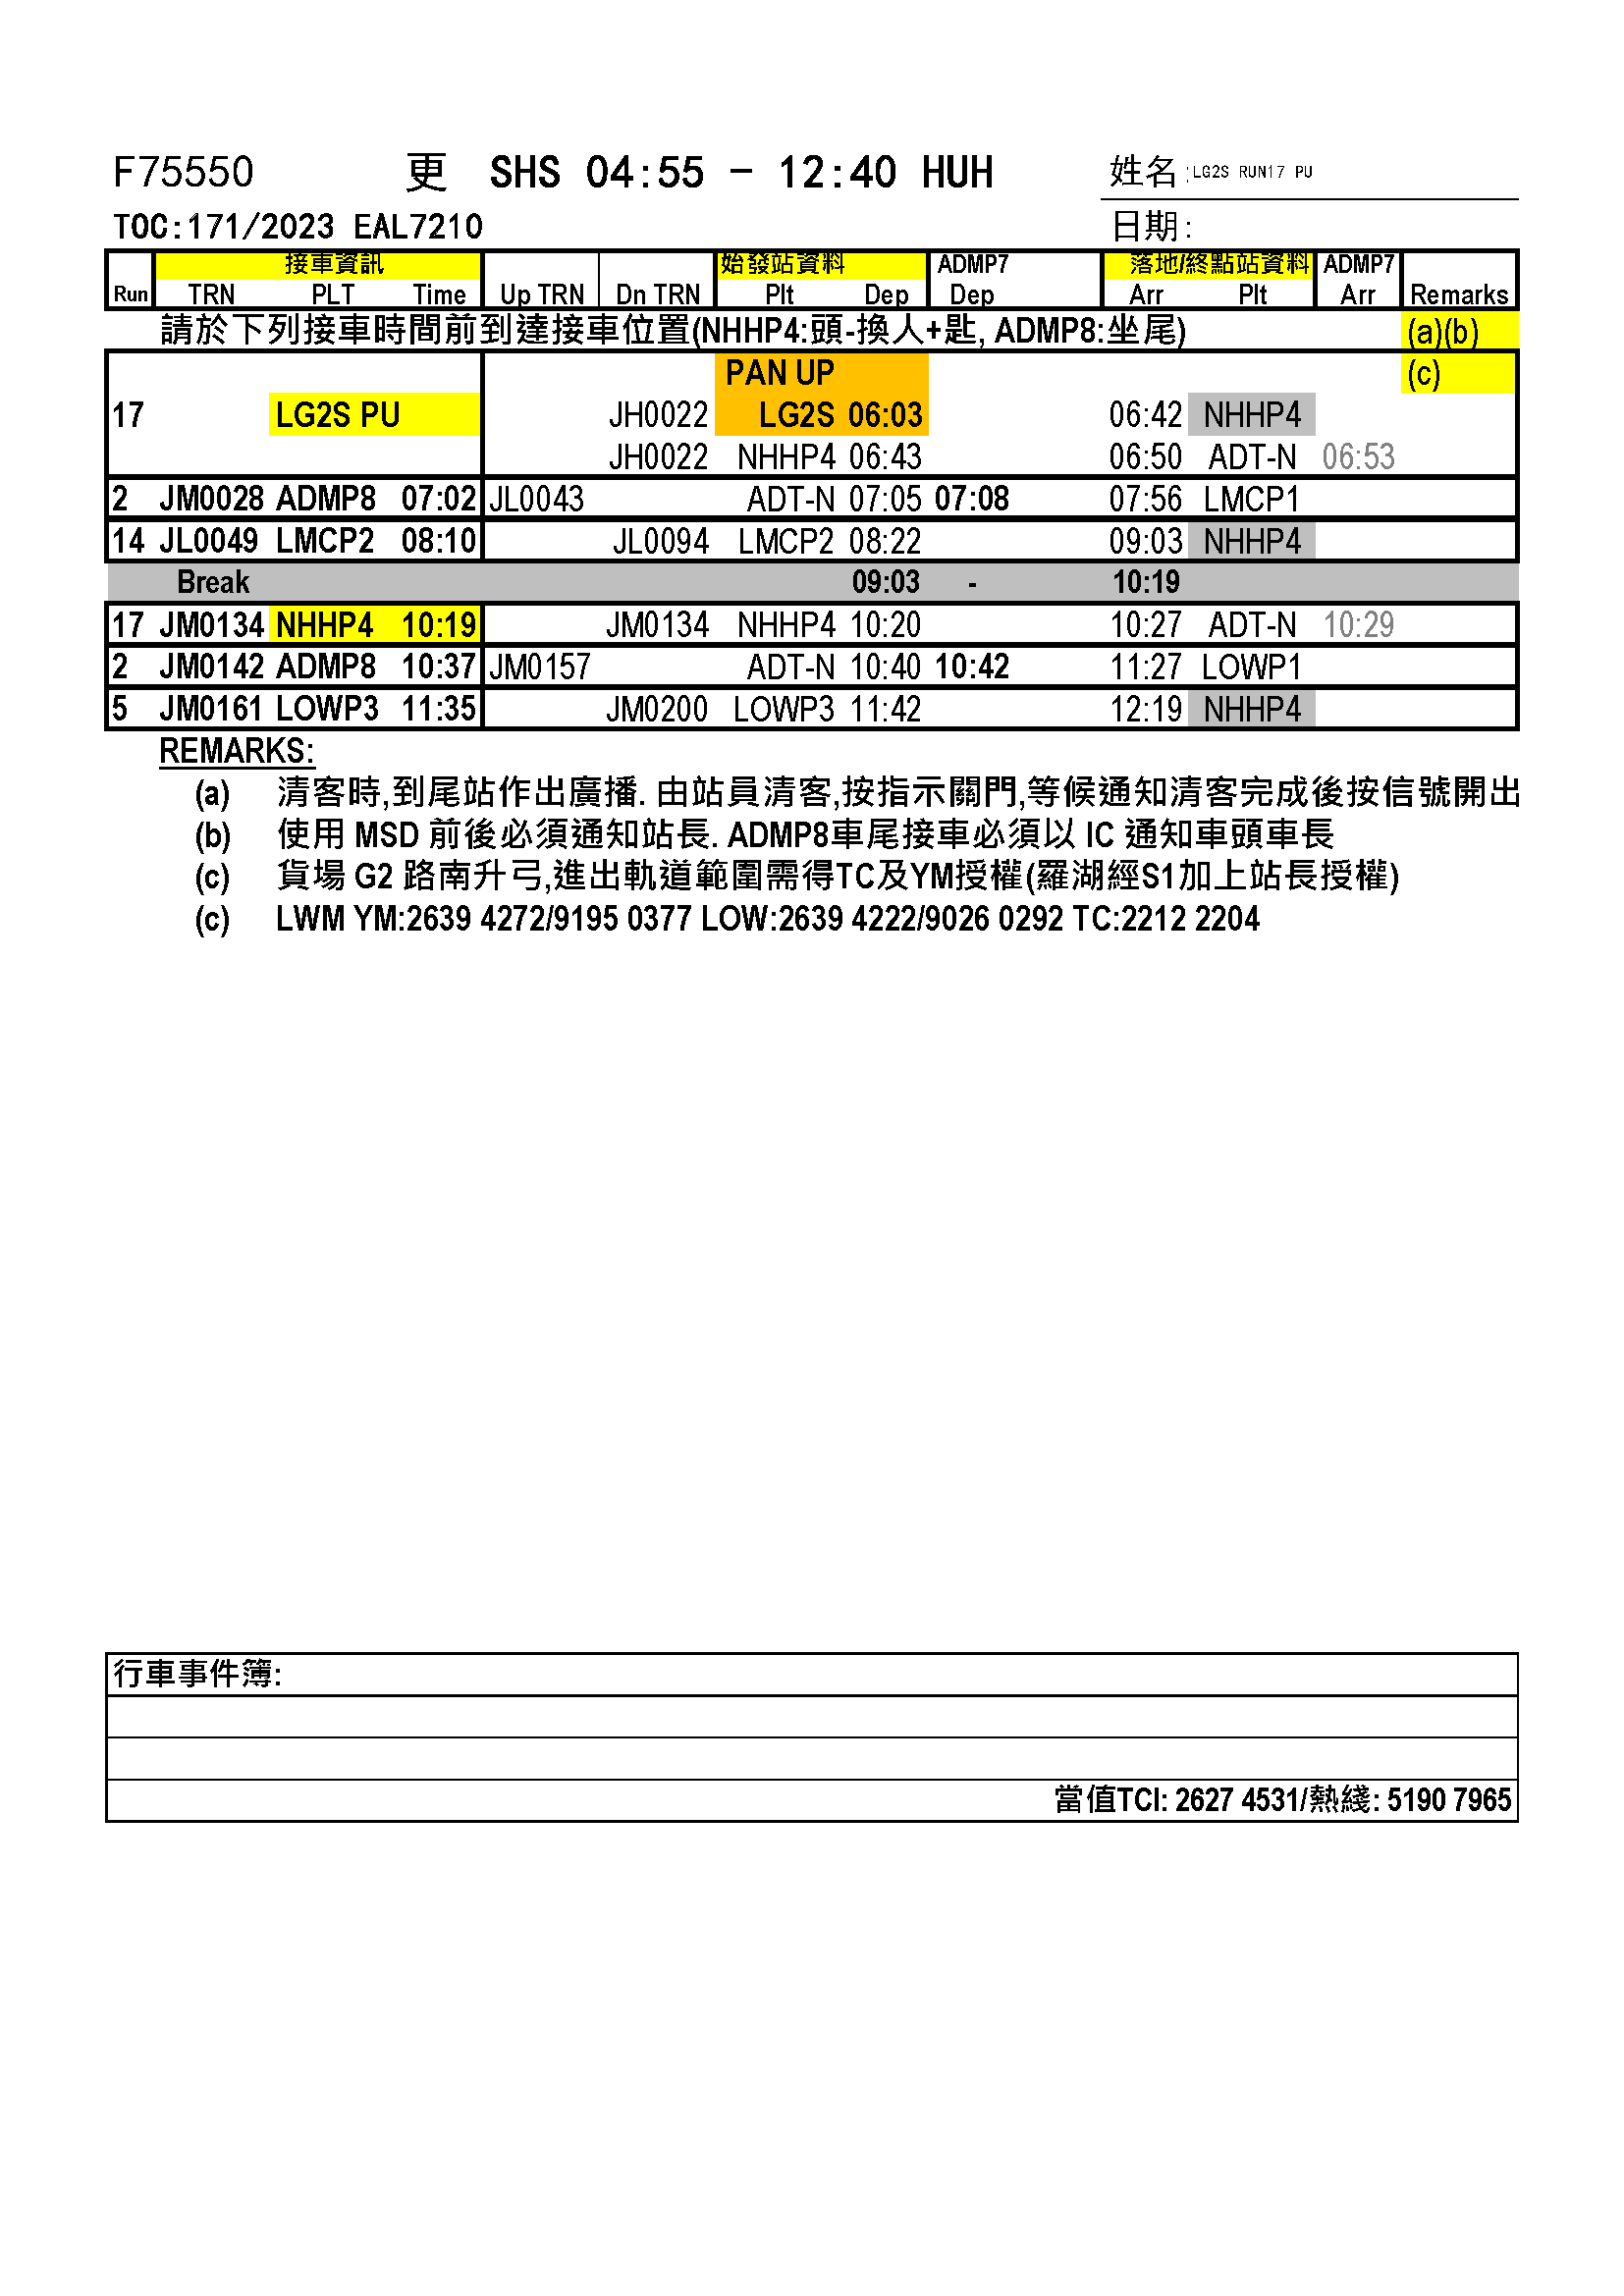 F75550 更 SHS 04:55 - 12:40 HUH 姓名:LG2S RUN17 PU
TOC:171/2023 EAL7210 日期:
接車資訊 始發站資料 ADMP7 落地/終點站資料 ADMP7
Run TRN PLT Time Up TRN Dn TRN Plt Dep Dep Arr Plt Arr Remarks
請於下列接車時間前到達接車位置(NHHP4:頭-換人+匙, ADMP8:坐尾) (a)(b)
PAN UP (c)
17 LG2S PU JH0022 LG2S 06:03 06:42 NHHP4
JH0022 NHHP4 06:43 06:50 ADT-N 06:53
2 JM0028 ADMP8 07:02 JL0043 ADT-N 07:05 07:08 07:56 LMCP1
14 JL0049 LMCP2 08:10 JL0094 LMCP2 08:22 09:03 NHHP4
Break 09:03 - 10:19
17 JM0134 NHHP4 10:19 JM0134 NHHP4 10:20 10:27 ADT-N 10:29
2 JM0142 ADMP8 10:37 JM0157 ADT-N 10:40 10:42 11:27 LOWP1
5 JM0161 LOWP3 11:35 JM0200 LOWP3 11:42 12:19 NHHP4
REMARKS:
(a) 清客時,到尾站作出廣播. 由站員清客,按指示關門,等候通知清客完成後按信號開出
(b) 使用 MSD 前後必須通知站長. ADMP8車尾接車必須以 IC 通知車頭車長
(c) 貨場 G2 路南升弓,進出軌道範圍需得TC及YM授權(羅湖經S1加上站長授權)
(c) LWM YM:2639 4272/9195 0377 LOW:2639 4222/9026 0292 TC:2212 2204
行車事件簿:
當值TCI: 2627 4531/熱綫: 5190 7965